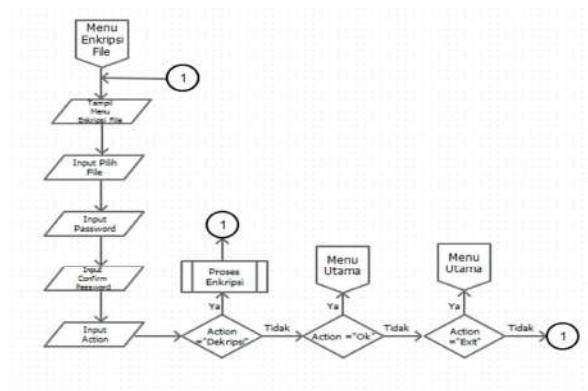 Menu
Enkripsi
File
1
Tampil
Menu
Enkripsi File
Input Pilih
File
Input
Password
Input
Confirm
Password
Input
Action
1
Proses
Enkripsi
Ya
Action
="Dekripsi"
Tidak
Menu
Utama
Ya
Action ="Ok"
Tidak
Menu
Utama
Ya
Action
="Exit"
Tidak
1